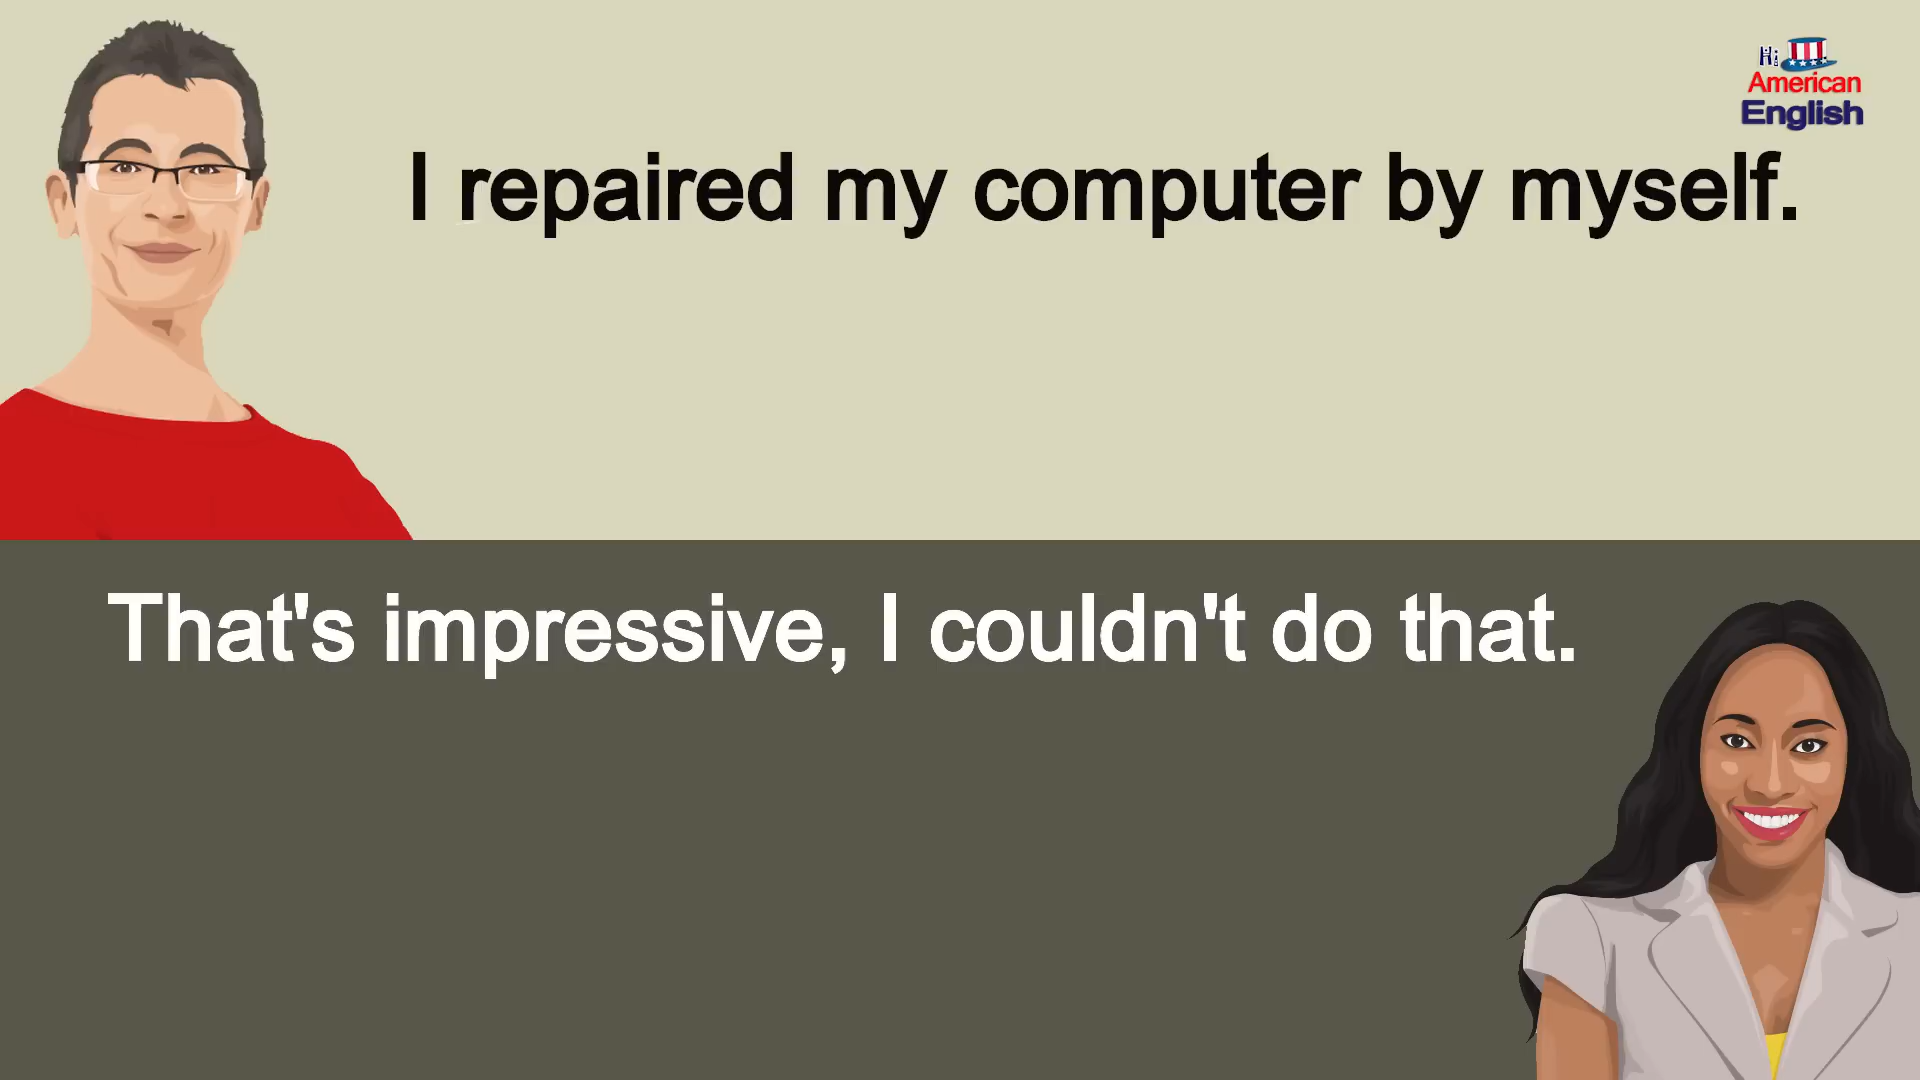 Hi
American
English
I repaired my computer by myself.
That's impressive, I couldn't do that.